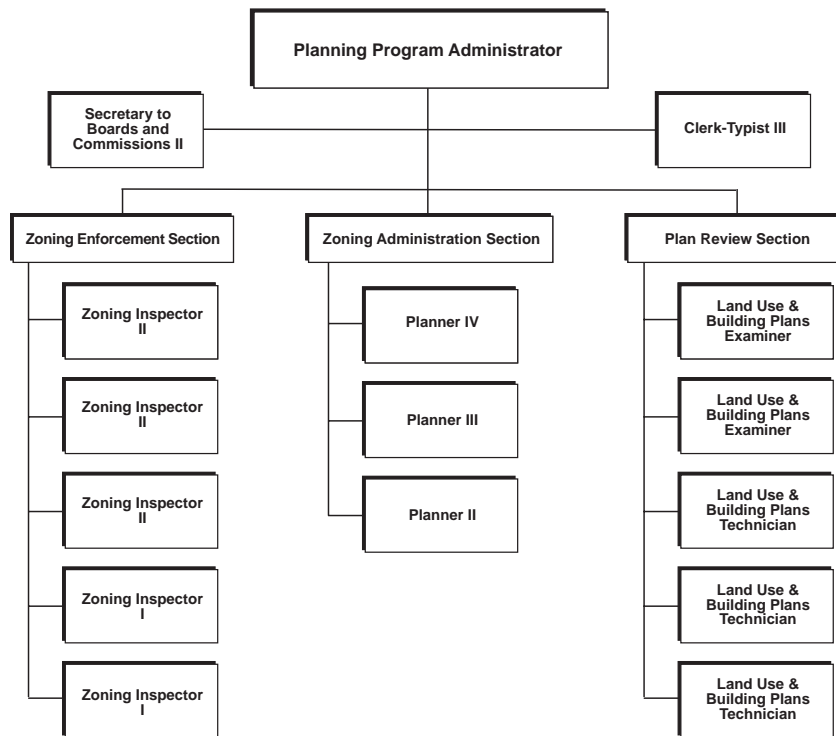 Planning Program Administrator
Secretary to
Boards and
Commissions II
Clerk-Typist III
Zoning Enforcement Section
Zoning Administration Section
Plan Review Section
Zoning Inspector
II
Zoning Inspector
II
Zoning Inspector
II
Zoning Inspector
I
Zoning Inspector
I
Planner IV
Planner III
Planner II
Land Use &
Building Plans
Examiner
Land Use &
Building Plans
Examiner
Land Use &
Building Plans
Technician
Land Use &
Building Plans
Technician
Land Use &
Building Plans
Technician